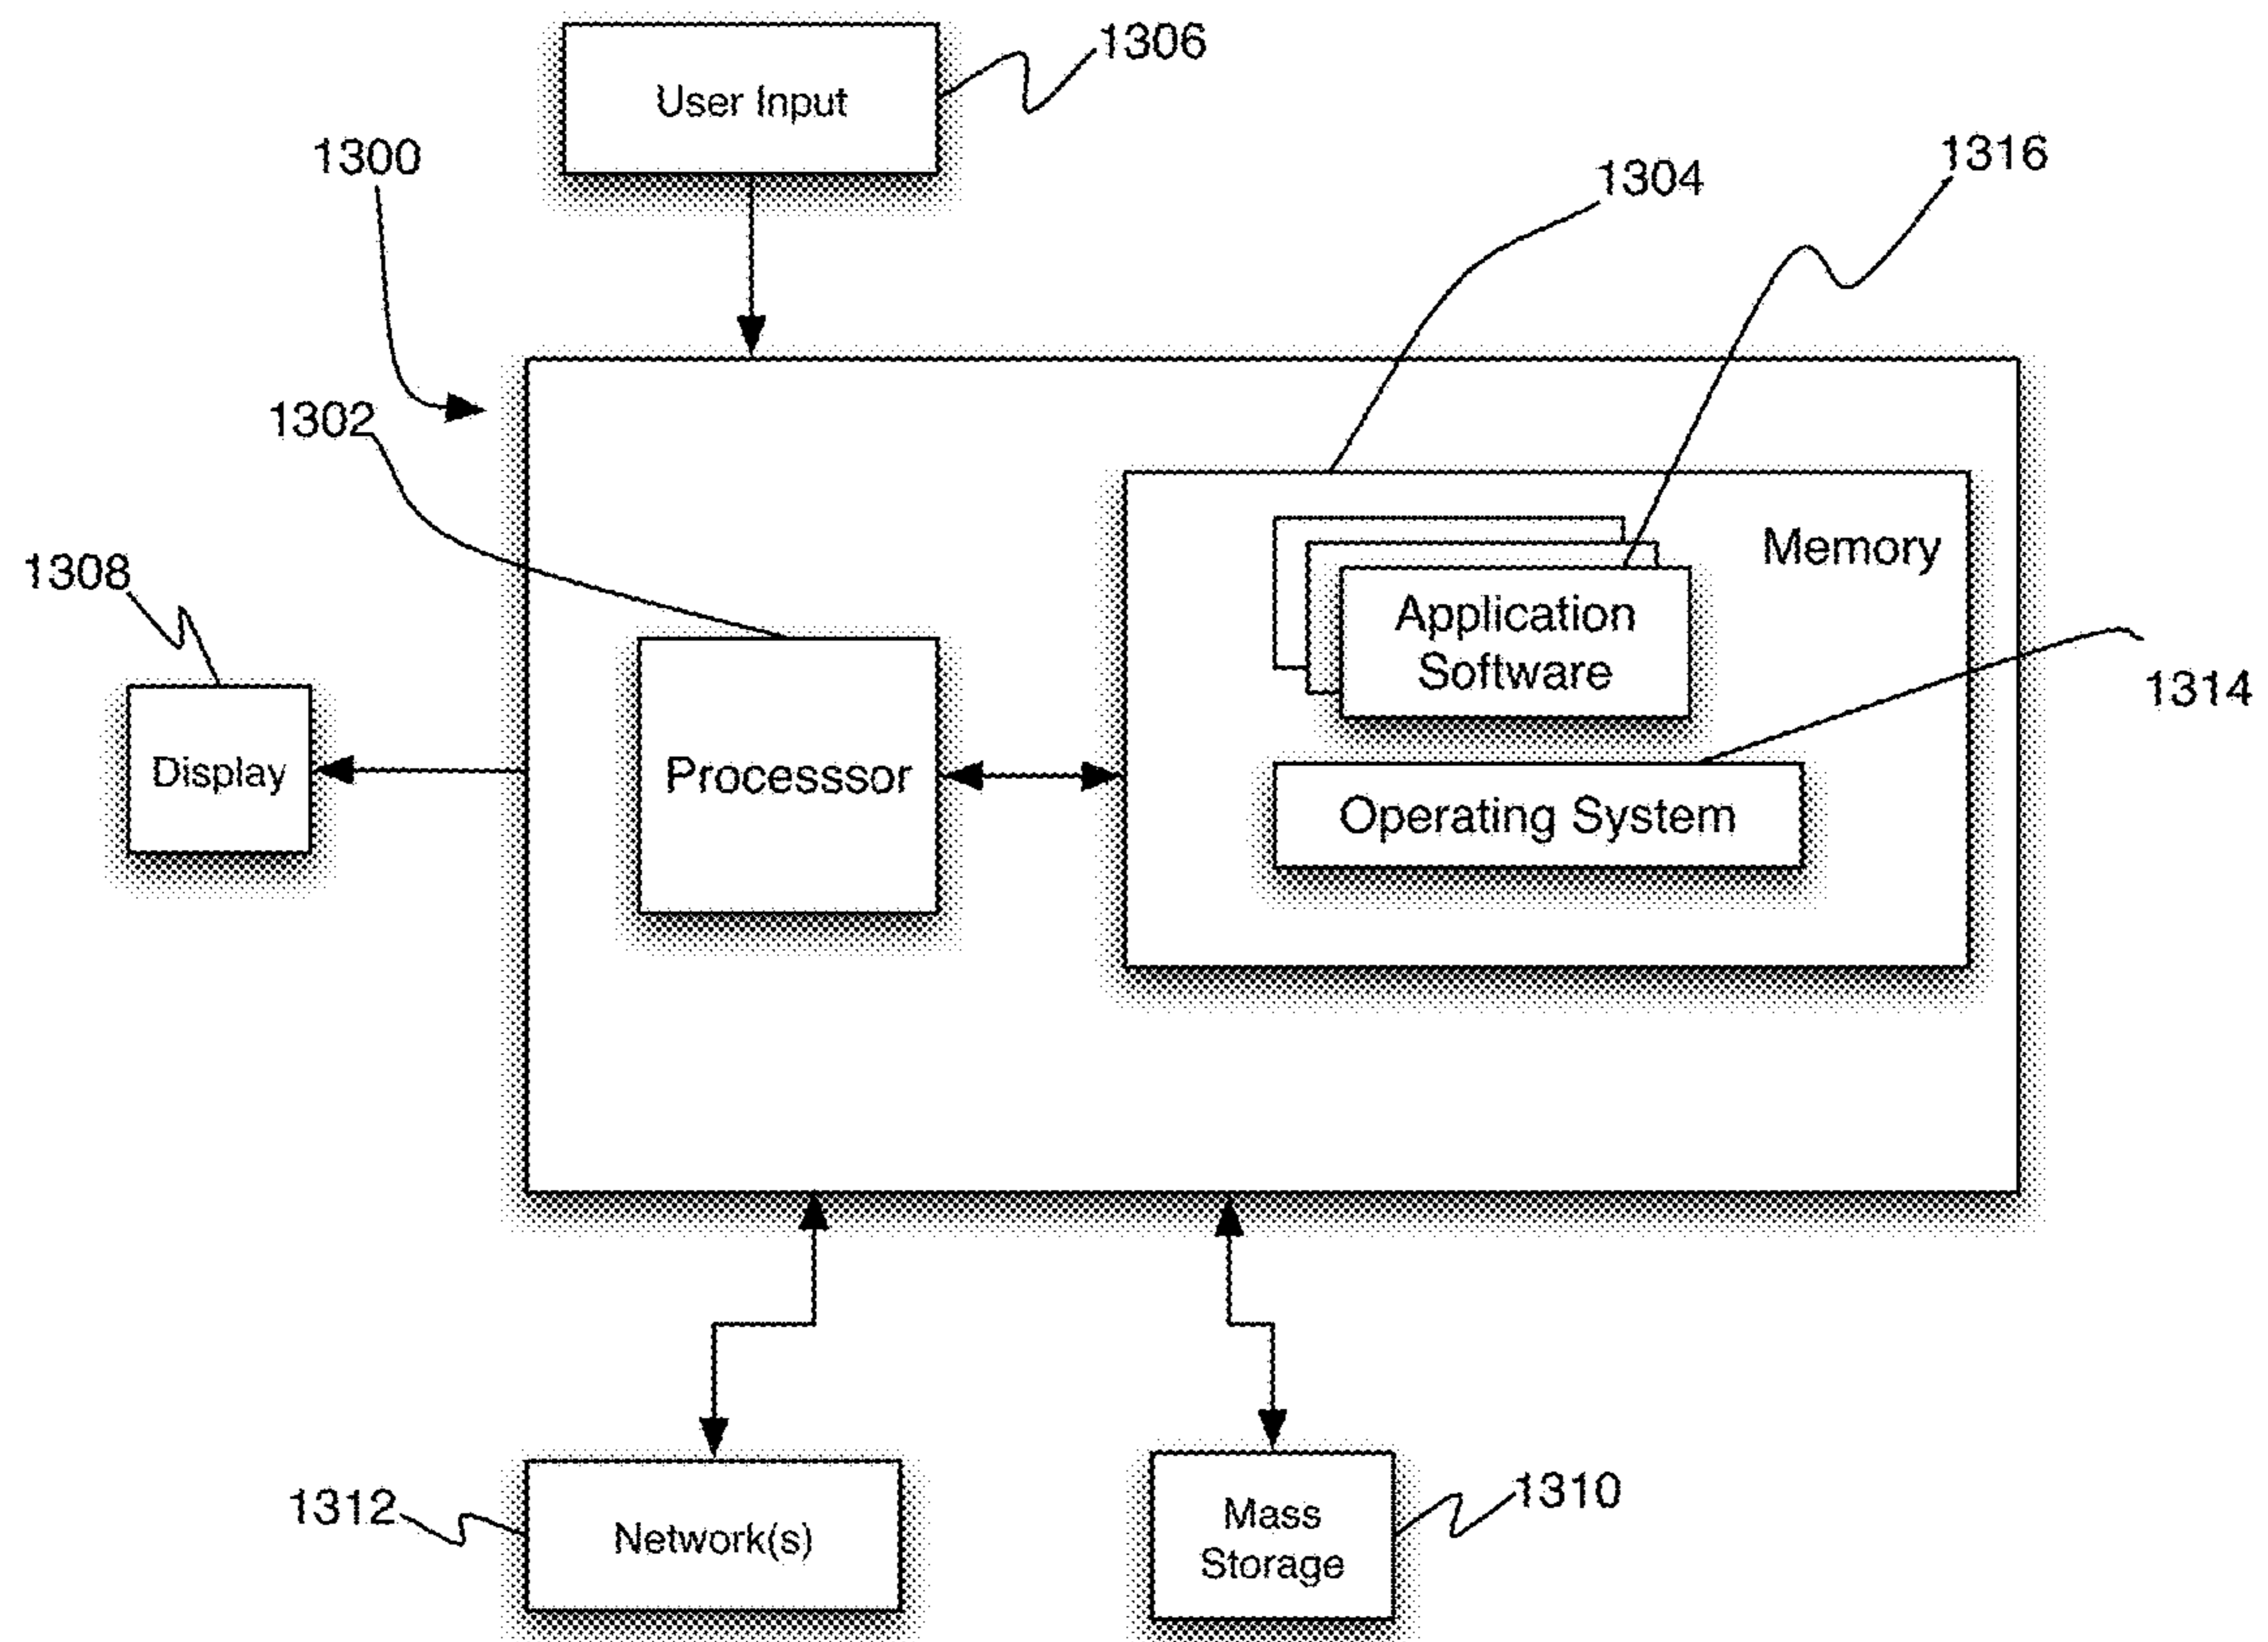 1306
User Input
1300
1316
1304
1302
Memory
1308
Application
Software
1314
Display
Processsor
Operating System
1312
Network(s)
1310
Mass
Storage